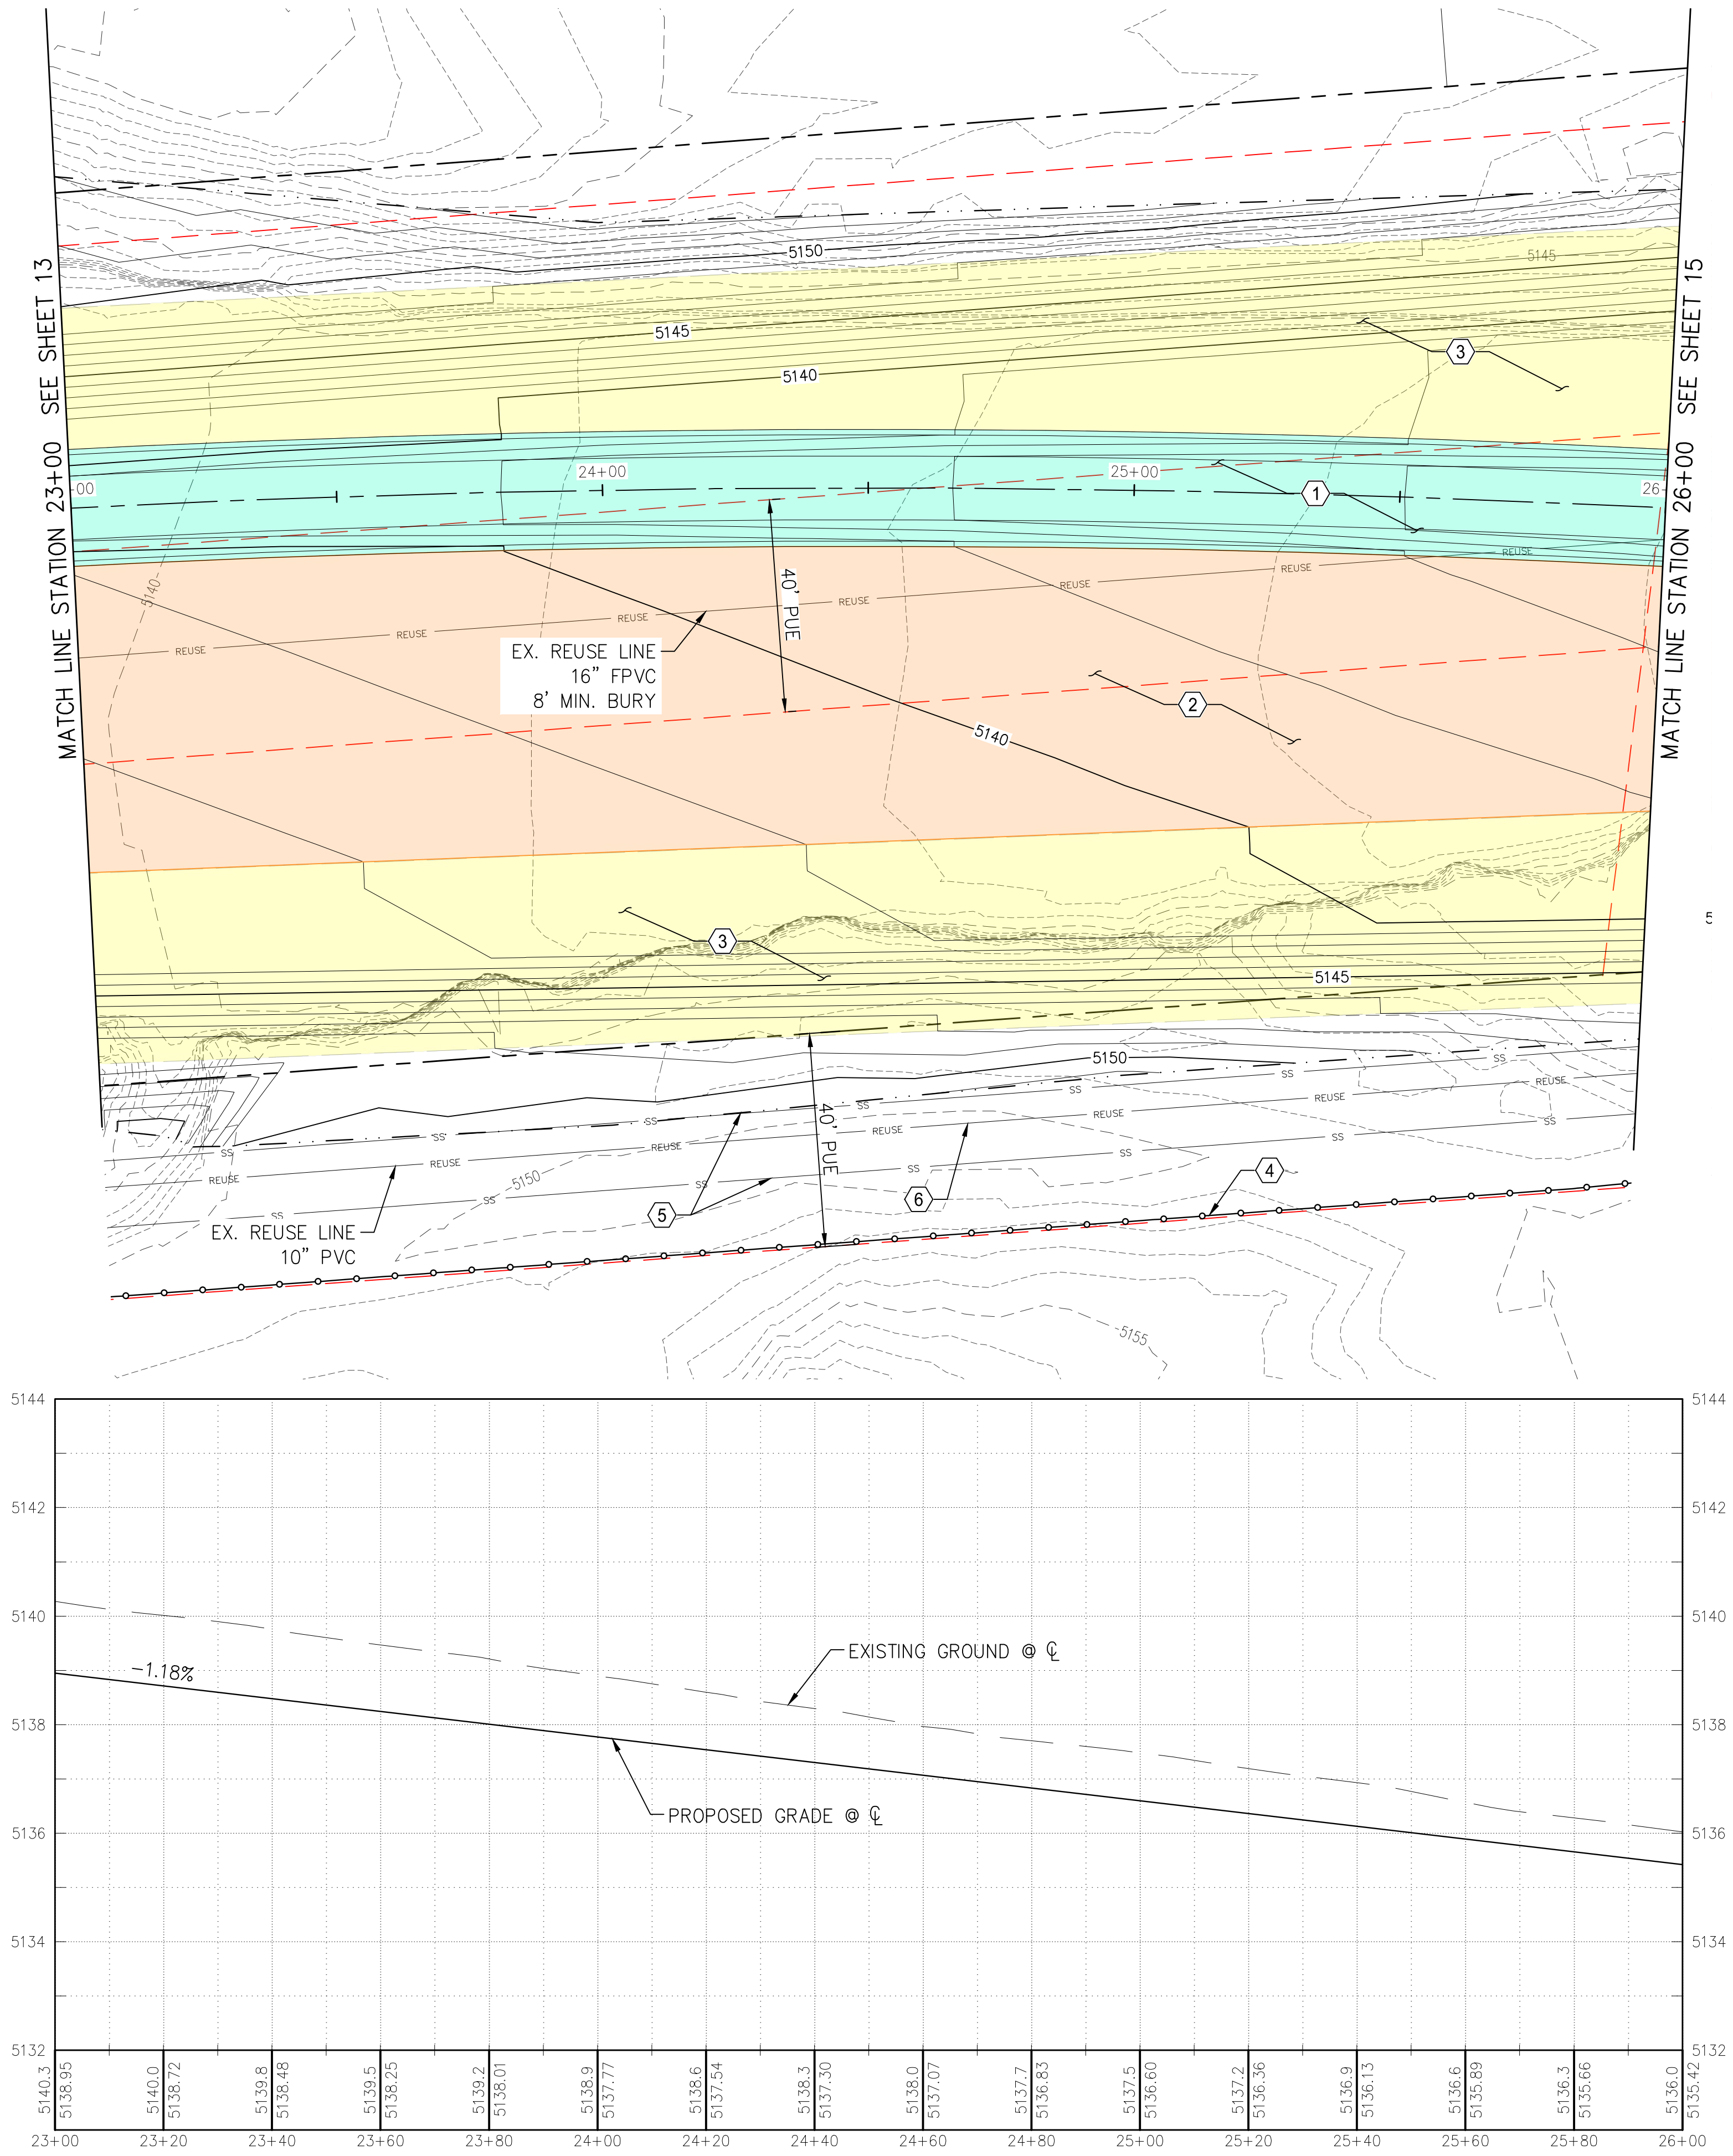 MATCH LINE STATION 23+00 SEE SHEET 13
MATCH LINE STATION 26+00 SEE SHEET 15
5150
5145
5145
3
5140
24+00
25+00
+00
26+
1
5140
REUSE
REUSE
REUSE
REUSE
REUSE
REUSE
REUSE
40' PUE
EX. REUSE LINE
16" FPVC
8' MIN. BURY
2
5140
3
5145
5150
SS
SS
SS
SS
SS
SS
SS
REUSE
REUSE
REUSE
REUSE
REUSE
REUSE
REUSE
40' PUE
SS
SS
SS
SS
SS
SS
5150
4
5
6
EX. REUSE LINE
10" PVC
5155
5144
5142
5140
5138
5136
5134
5132
5144
5142
5140
5138
5136
5134
5132
-1.18%
EXISTING GROUND @ ℄
PROPOSED GRADE @ ℄
5140.3 5138.95
5140.0 5138.72
5139.8 5138.48
5139.5 5138.25
5139.2 5138.01
5138.9 5137.77
5138.6 5137.54
5138.3 5137.30
5138.0 5137.07
5137.7 5136.83
5137.5 5136.60
5137.2 5136.36
5136.9 5136.13
5136.6 5135.89
5136.3 5135.66
5136.0 5135.42
23+00 23+20 23+40 23+60 23+80 24+00 24+20 24+40 24+60 24+80 25+00 25+20 25+40 25+60 25+80 26+00